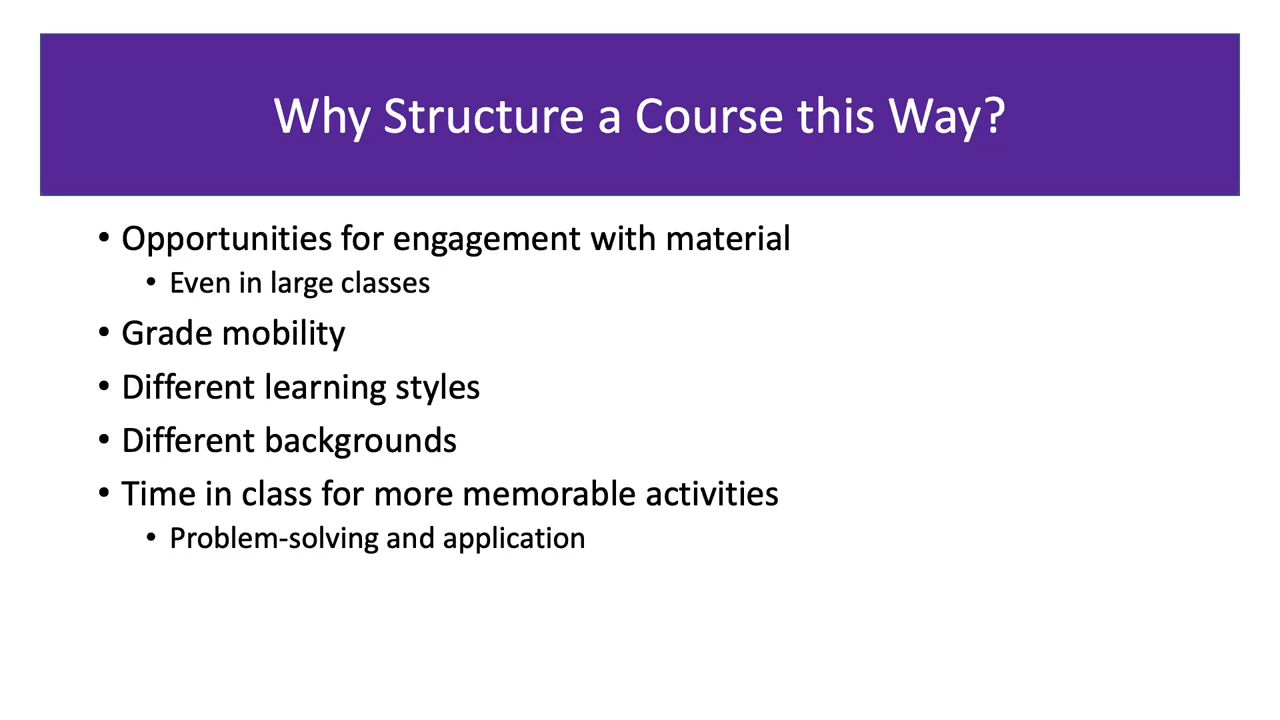 Why Structure a Course this Way?
• Opportunities for engagement with material
• Even in large classes
• Grade mobility
• Different learning styles
• Different backgrounds
• Time in class for more memorable activities
• Problem-solving and application